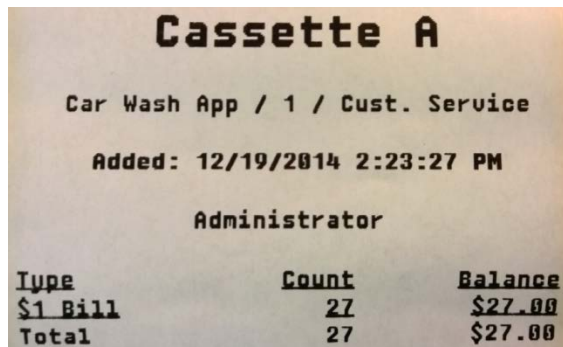 Cassette A
Car Wash App / 1 / Cust. Service
Added: 12/19/2014 2:23:27 PM
Administrator
Type Count Balance
$1 Bill 27 $27.00
Total 27 $27.00